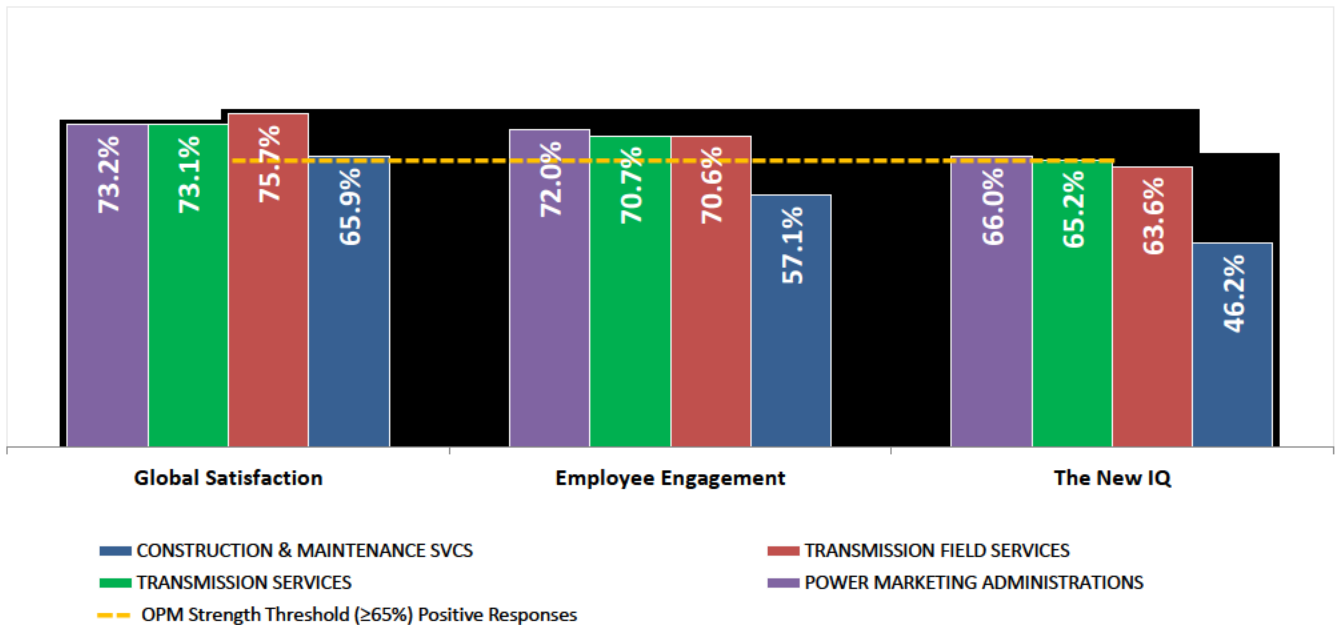 73.2%
73.1%
75.7%
65.9%
72.0%
70.7%
70.6%
57.1%
66.0%
65.2%
63.6%
46.2%
Global Satisfaction
Employee Engagement
The New IQ
CONSTRUCTION & MAINTENANCE SVCS
TRANSMISSION FIELD SERVICES
TRANSMISSION SERVICES
POWER MARKETING ADMINISTRATIONS
OPM Strength Threshold (≥65%) Positive Responses